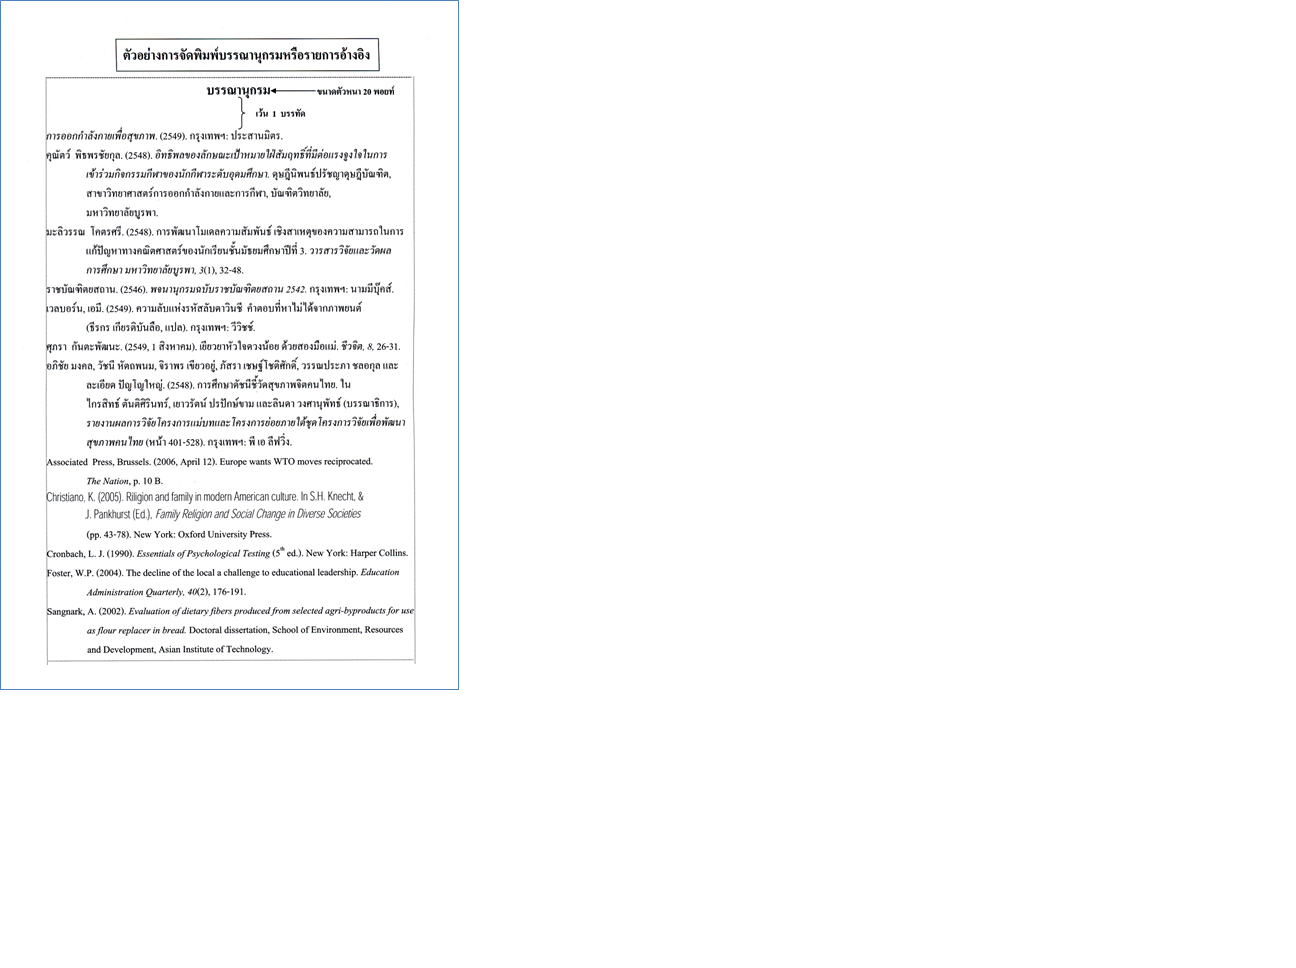 ตัวอย่างการจัดพิมพ์บรรณานุกรมหรือรายการอ้างอิง
บรรณานุกรม ขนาดตัวหนา 20 พอยท์
เว้น 1 บรรทัด
การออกกำลังกายเพื่อสุขภาพ. (2549). กรุงเทพฯ: ประสานมิตร.
คุณัตว์ พิธพรชัยกุล. (2548). อิทธิพลของลักษณะเป้าหมายใฝ่สัมฤทธิ์ที่มีต่อแรงจูงใจในการ
เข้าร่วมกิจกรรมกีฬาของนักกีฬาระดับอุดมศึกษา. ดุษฎีนิพนธ์ปรัชญาดุษฎีบัณฑิต,
สาขาวิทยาศาสตร์การออกกำลังกายและการกีฬา, บัณฑิตวิทยาลัย,
มหาวิทยาลัยบูรพา.
มะลิวรรณ โคตรศรี. (2548). การพัฒนาโมเดลความสัมพันธ์ เชิงสาเหตุของความสามารถในการ
แก้ปัญหาทางคณิตศาสตร์ของนักเรียนชั้นมัธยมศึกษาปีที่ 3. วารสารวิจัยและวัดผล
การศึกษา มหาวิทยาลัยบูรพา, 3(1), 32-48.
ราชบัณฑิตยสถาน. (2546). พจนานุกรมฉบับราชบัณฑิตยสถาน 2542. กรุงเทพฯ: นามมีบุ๊คส์.
เวลบอร์น, เอมี. (2549). ความลับแห่งรหัสลับดาวินชี คำตอบที่หาไม่ได้จากภาพยนต์
(ธีรกร เกียรติบันลือ, แปล). กรุงเทพฯ: วีวิชช์.
ศุภรา กันตะพัฒนะ. (2549, 1 สิงหาคม). เยียวยาหัวใจดวงน้อย ด้วยสองมือแม่. ชีวจิต, 8, 26-31.
อภิชัย มงคล, วัชนี หัตถพนม, จิราพร เขียวอยู่, ภัสรา เชษฐ์โชติศักดิ์, วรรณประภา ชลอกุล และ
ละเอียด ปัญโญใหญ่. (2548). การศึกษาดัชนีชี้วัดสุขภาพจิตคนไทย. ใน
ไกรสิทธ์ ตันติศิรินทร์, เยาวรัตน์ ปรปักษ์ขาม และลินดา วงศานุพัทธ์ (บรรณาธิการ),
รายงานผลการวิจัยโครงการแม่บทและโครงการย่อยภายใต้ชุดโครงการวิจัยเพื่อพัฒนา
สุขภาพคนไทย (หน้า 401-528). กรุงเทพฯ: พี เอ ลีฟวิ่ง.
Associated Press, Brussels. (2006, April 12). Europe wants WTO moves reciprocated.
The Nation, p. 10 B.
Christiano, K. (2005). Riligion and family in modern American culture. In S.H. Knecht, &
J. Pankhurst (Ed.), Family Religion and Social Change in Diverse Societies
(pp. 43-78). New York: Oxford University Press.
Cronbach, L. J. (1990). Essentials of Psychological Testing (5th ed.). New York: Harper Collins.
Foster, W.P. (2004). The decline of the local a challenge to educational leadership. Education
Administration Quarterly, 40(2), 176-191.
Sangnark, A. (2002). Evaluation of dietary fibers produced from selected agri-byproducts for use
as flour replacer in bread. Doctoral dissertation, School of Environment, Resources
and Development, Asian Institute of Technology.